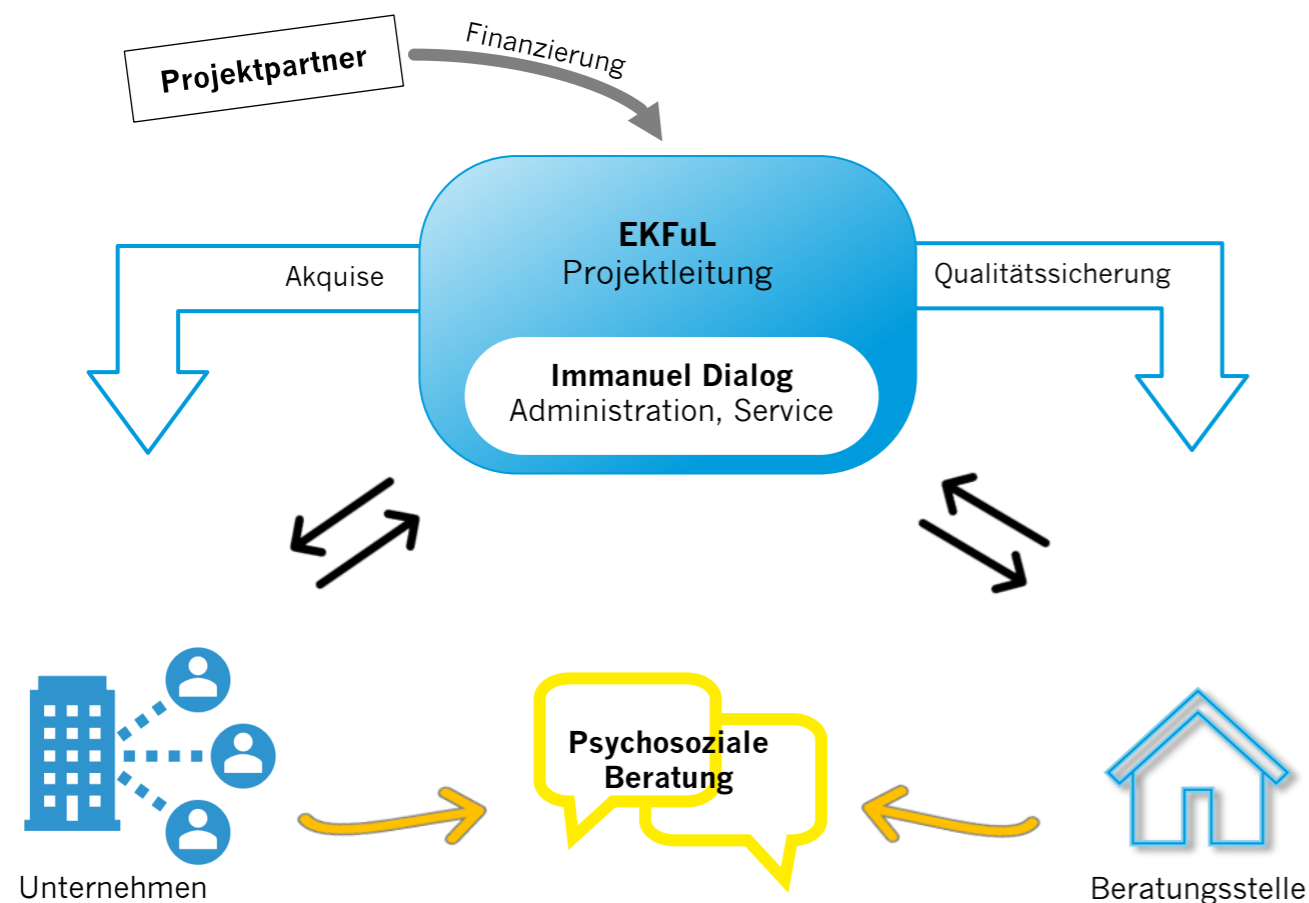 Projektpartner
Finanzierung
EKFuL
Projektleitung
Akquise
Qualitätssicherung
Immanuel Dialog
Administration, Service
Psychosoziale
Beratung
Unternehmen
Beratungsstelle